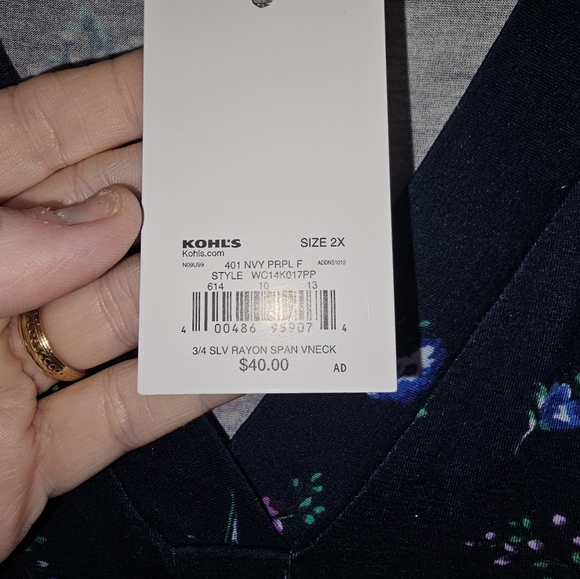 KOHL'S SIZE 2X
Kohls.com
N09U99 401 NVY PRPL F ADDNS1010
STYLE WC14K017PP
614 10 13
4 00486 95907 4
3/4 SLV RAYON SPAN VNECK
$40.00 AD